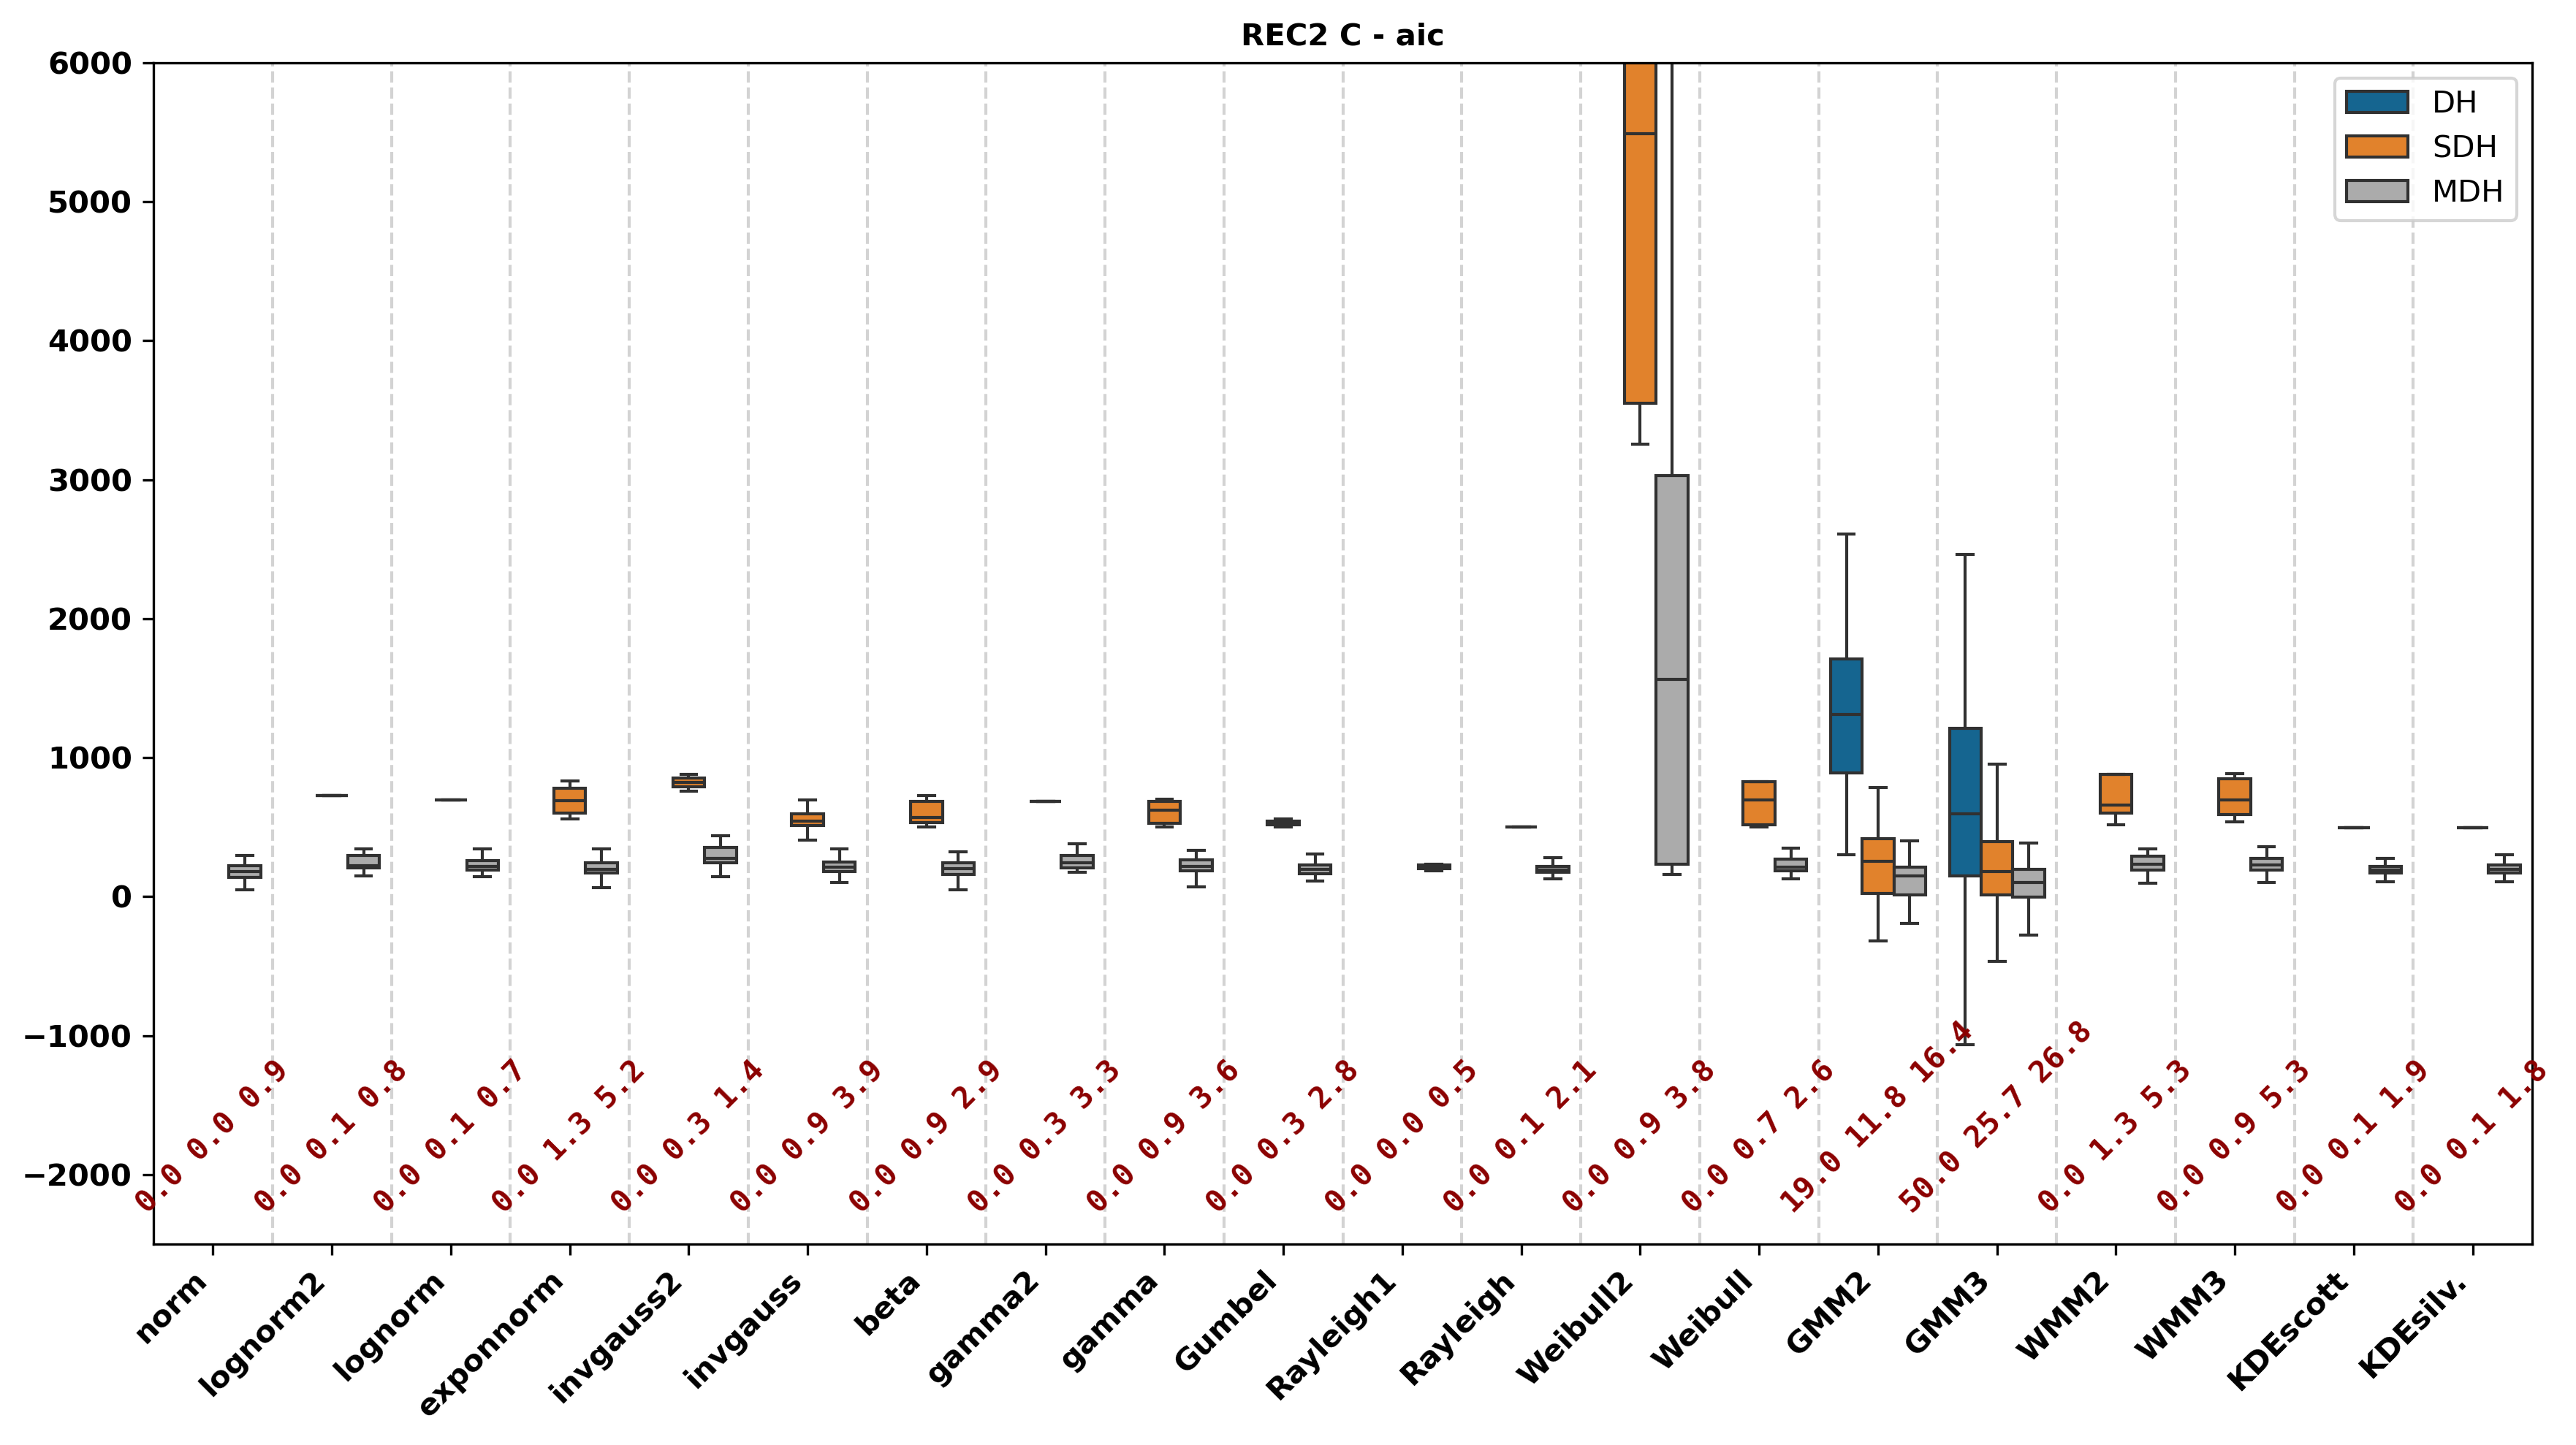 REC2 C - aic
6000
5000
4000
3000
2000
1000
0
−1000
−2000
DH
SDH
MDH
0.0 0.0 0.9
0.0 0.1 0.8
0.0 0.1 0.7
0.0 1.3 5.2
0.0 0.3 1.4
0.0 0.9 3.9
0.0 0.9 2.9
0.0 0.3 3.3
0.0 0.9 3.6
0.0 0.3 2.8
0.0 0.0 0.5
0.0 0.1 2.1
0.0 0.9 3.8
0.0 0.7 2.6
19.0 11.8 16.4
50.0 25.7 26.8
0.0 1.3 5.3
0.0 0.9 5.3
0.0 0.1 1.9
0.0 0.1 1.8
norm
lognorm2
lognorm
exponnorm
invgauss2
invgauss
beta
gamma2
gamma
Gumbel
Rayleigh1
Rayleigh
Weibull2
Weibull
GMM2
GMM3
WMM2
WMM3
KDEscott
KDEsilv.